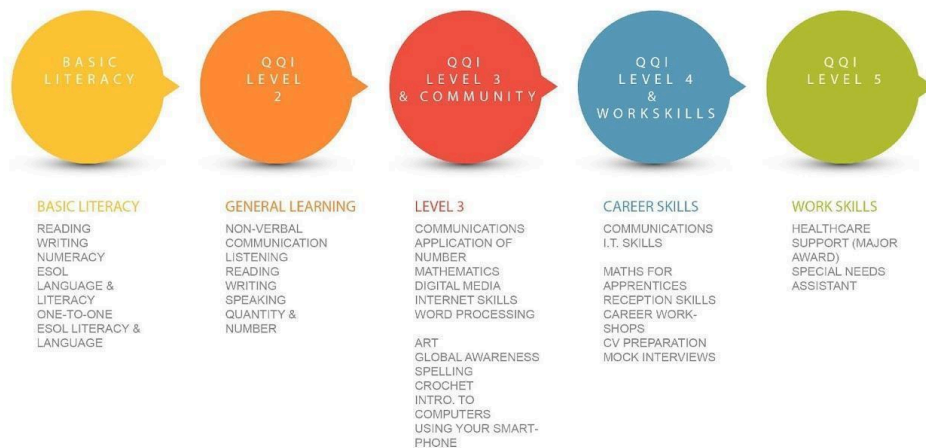 BASIC
LITERACY
QQI
LEVEL
2
QQI
LEVEL 3
& COMMUNITY
QQI
LEVEL 4
&
WORKSKILLS
QQI
LEVEL 5
BASIC LITERACY
READING
WRITING
NUMERACY
ESOL
LANGUAGE &
LITERACY
ONE-TO-ONE
ESOL LITERACY &
LANGUAGE
GENERAL LEARNING
NON-VERBAL
COMMUNICATION
LISTENING
READING
WRITING
SPEAKING
QUANTITY &
NUMBER
LEVEL 3
COMMUNICATIONS
APPLICATION OF
NUMBER
MATHEMATICS
DIGITAL MEDIA
INTERNET SKILLS
WORD PROCESSING
ART
GLOBAL AWARENESS
SPELLING
CROCHET
INTRO. TO
COMPUTERS
USING YOUR SMART-
PHONE
CAREER SKILLS
COMMUNICATIONS
I.T. SKILLS
MATHS FOR
APPRENTICES
RECEPTION SKILLS
CAREER WORK-
SHOPS
CV PREPARATION
MOCK INTERVIEWS
WORK SKILLS
HEALTHCARE
SUPPORT (MAJOR
AWARD)
SPECIAL NEEDS
ASSISTANT